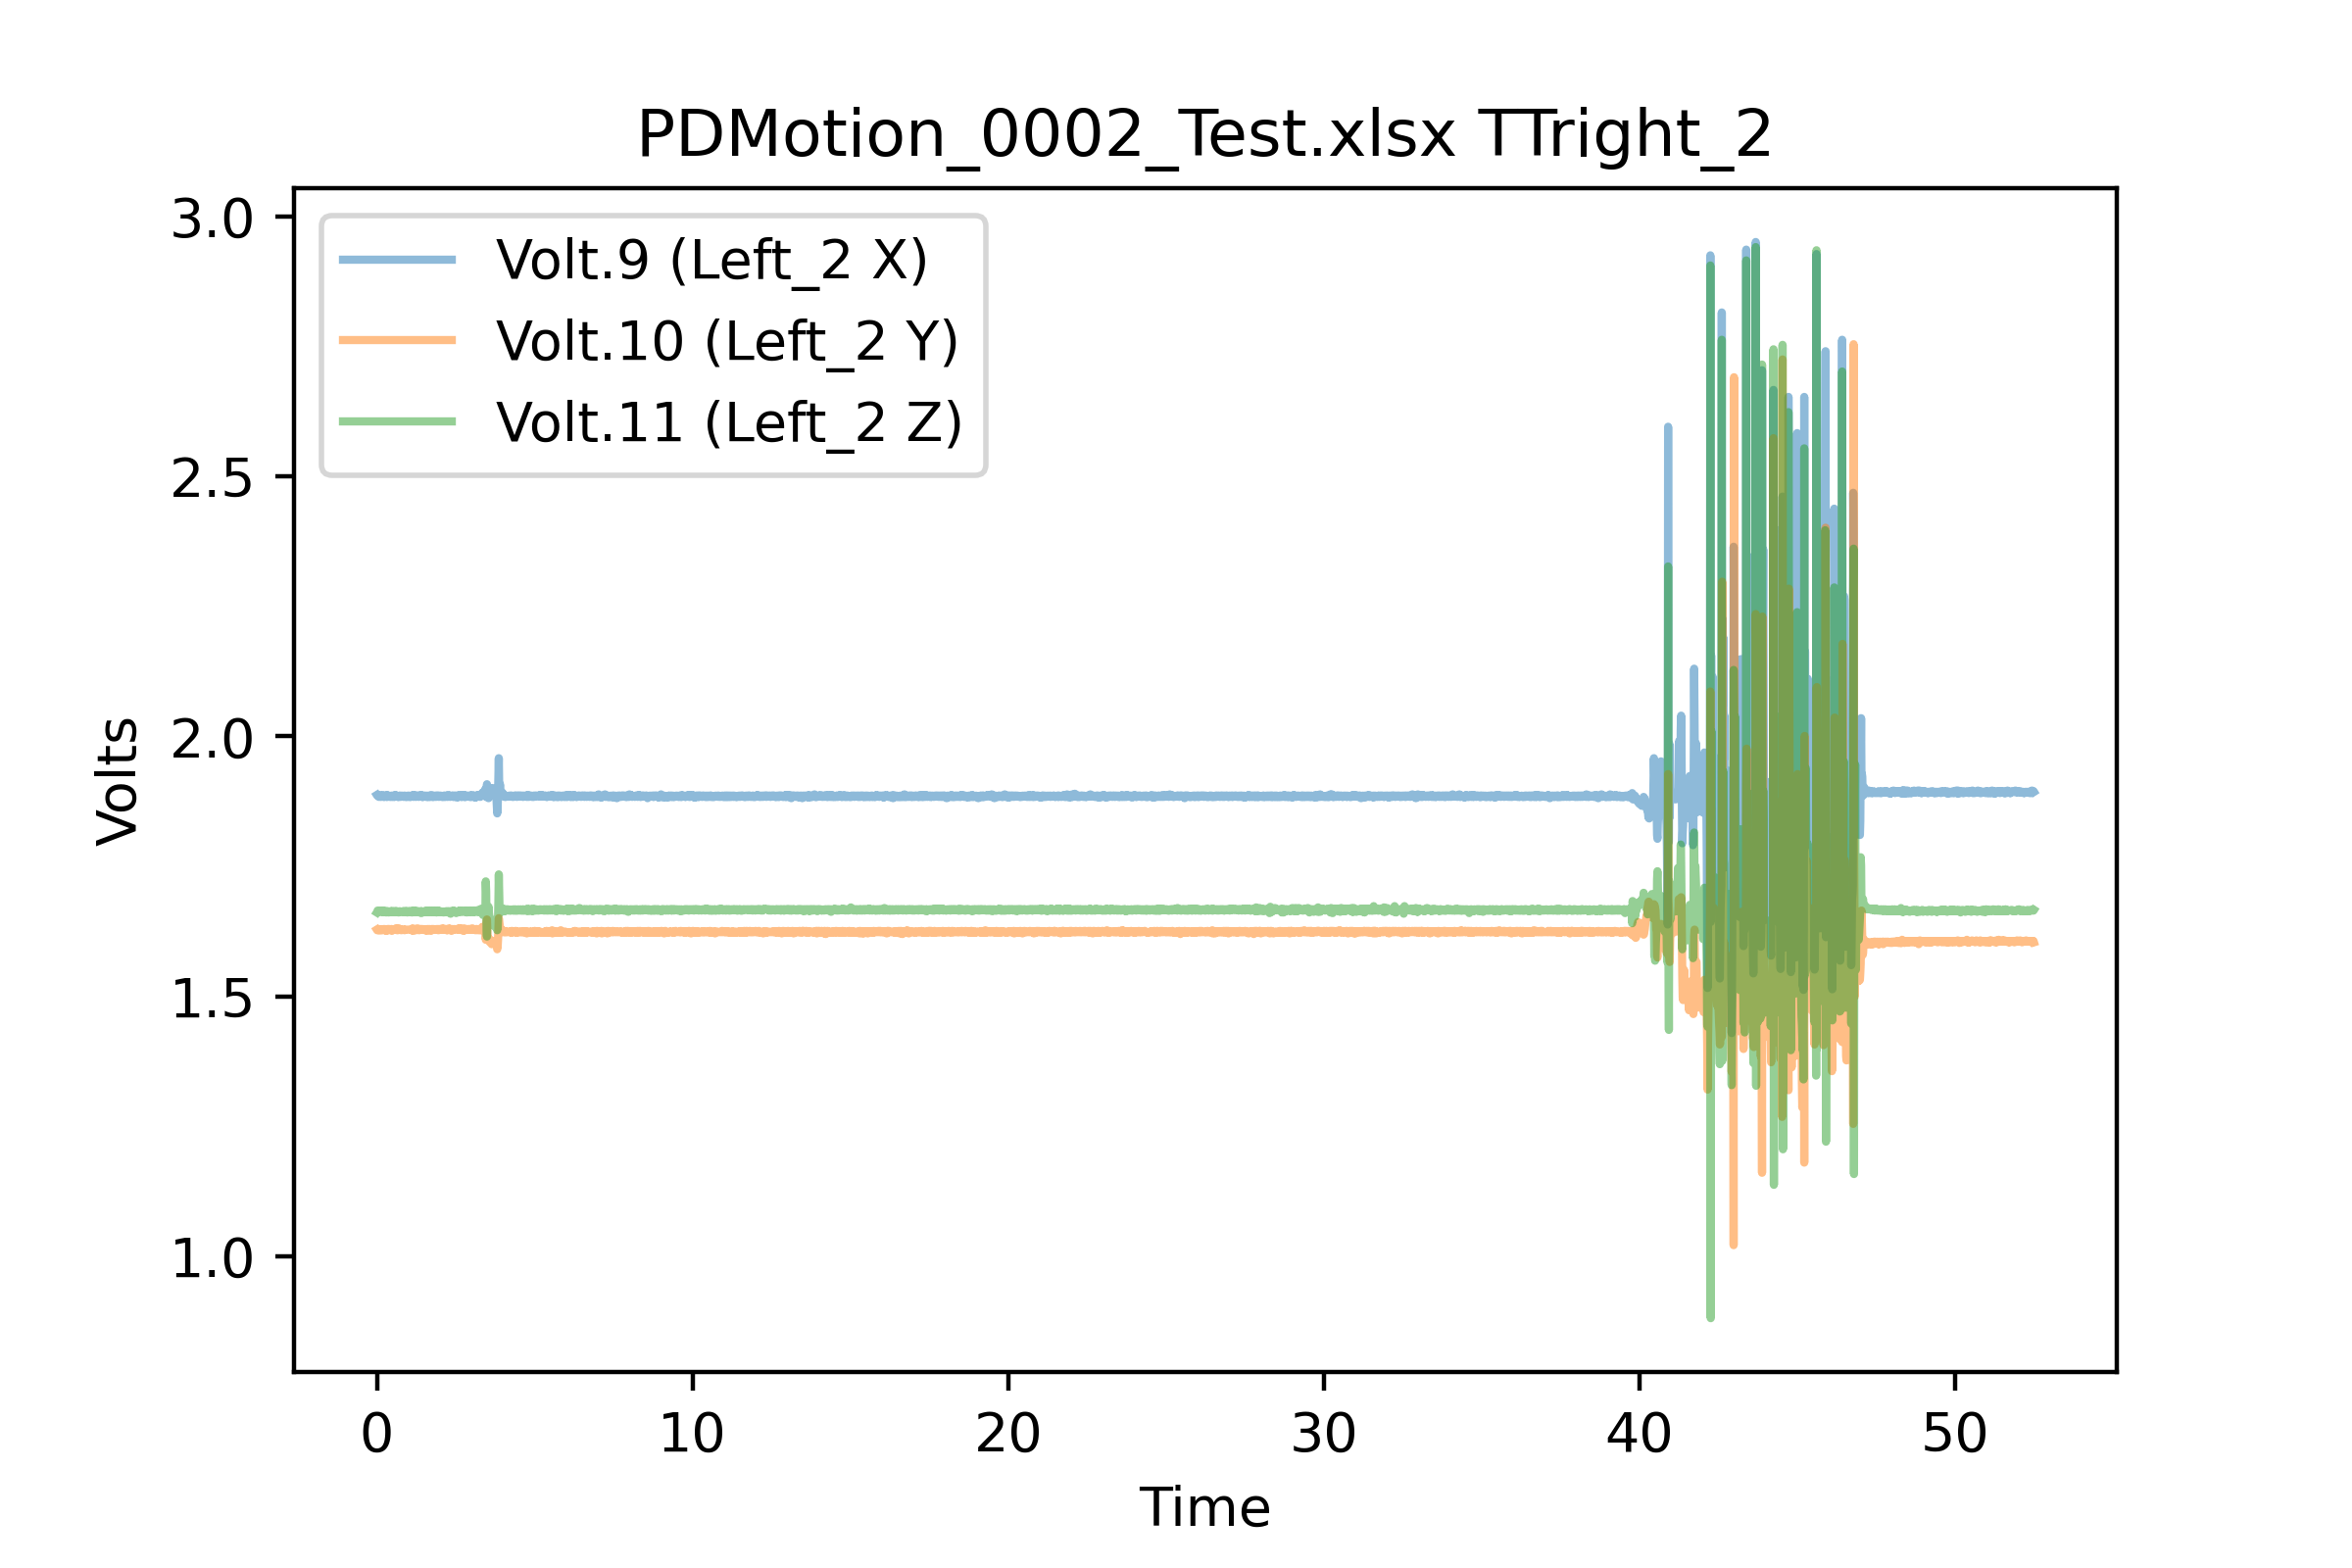 PDMotion_0002_Test.xlsx TTright_2
3.0
2.5
2.0
1.5
1.0
Volts
Volt.9 (Left_2 X)
Volt.10 (Left_2 Y)
Volt.11 (Left_2 Z)
0 10 20 30 40 50
Time